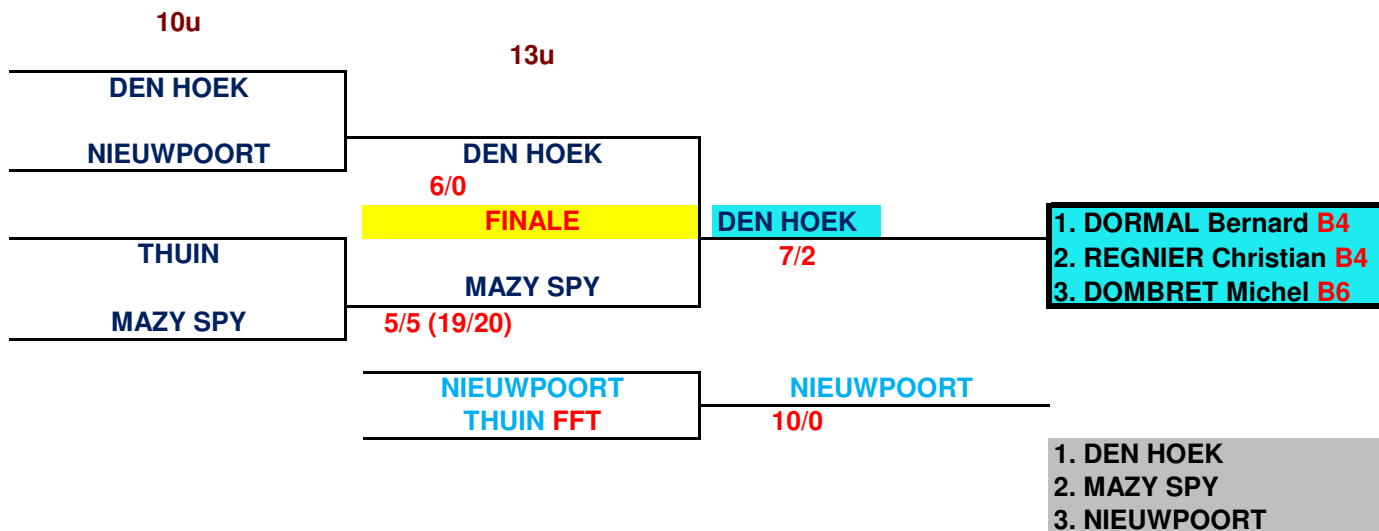 10u
13u
DEN HOEK
NIEUWPOORT
DEN HOEK
6/0
FINALE
DEN HOEK
7/2
1. DORMAL Bernard B4
2. REGNIER Christian B4
3. DOMBRET Michel B6
THUIN
MAZY SPY
MAZY SPY
5/5 (19/20)
NIEUWPOORT
THUIN FFT
NIEUWPOORT
10/0
1. DEN HOEK
2. MAZY SPY
3. NIEUWPOORT